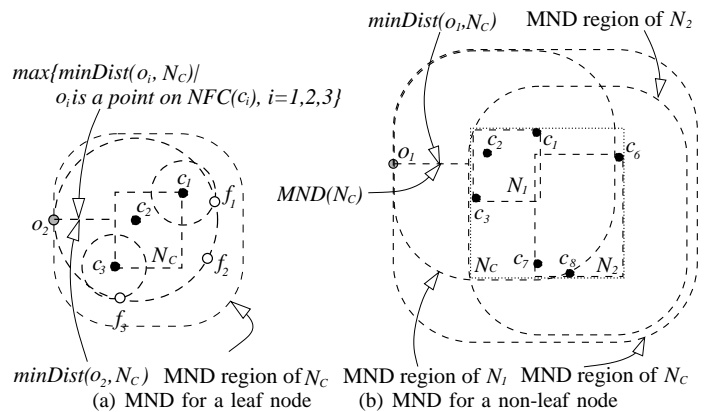 max{minDist(oi, NC)|
oi is a point on NFC(ci), i=1,2,3}
c1
c2
f1
o2
c3
NC
f2
f3
minDist(o2,NC)
MND region of NC
(a) MND for a leaf node
minDist(o1,NC)
MND region of N2
o1
c1
c2
c6
N1
MND(NC)
c3
NC
c7
c8
N2
MND region of N1
MND region of NC
(b) MND for a non-leaf node